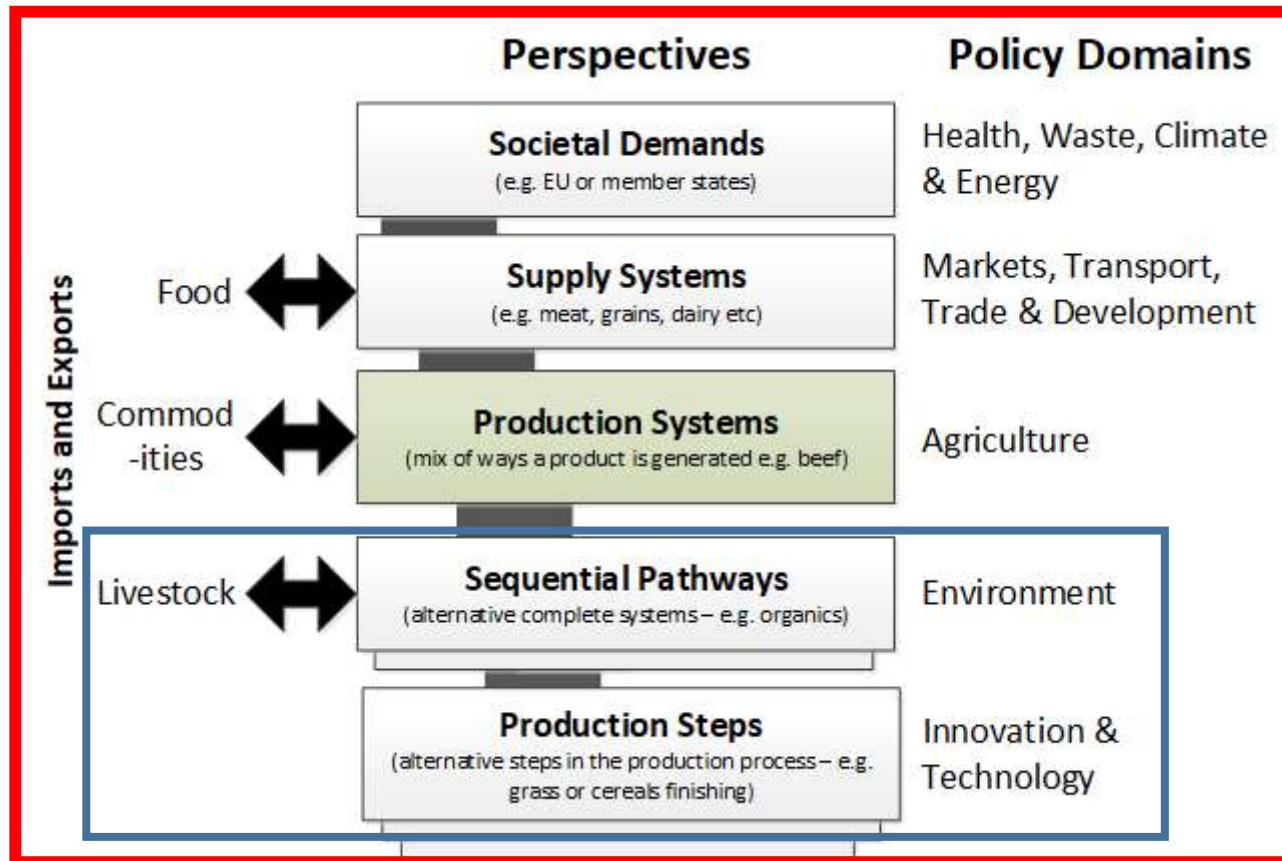 Perspectives
Policy Domains
Societal Demands
(e.g. EU or member states)
Health, Waste, Climate
& Energy
Imports and Exports
Food
Supply Systems
(e.g. meat, grains, dairy etc)
Markets, Transport,
Trade & Development
Commod
-ities
Production Systems
(mix of ways a product is generated e.g. beef)
Agriculture
Livestock
Sequential Pathways
(alternative complete systems – e.g. organics)
Environment
Production Steps
(alternative steps in the production process – e.g.
grass or cereals finishing)
Innovation &
Technology